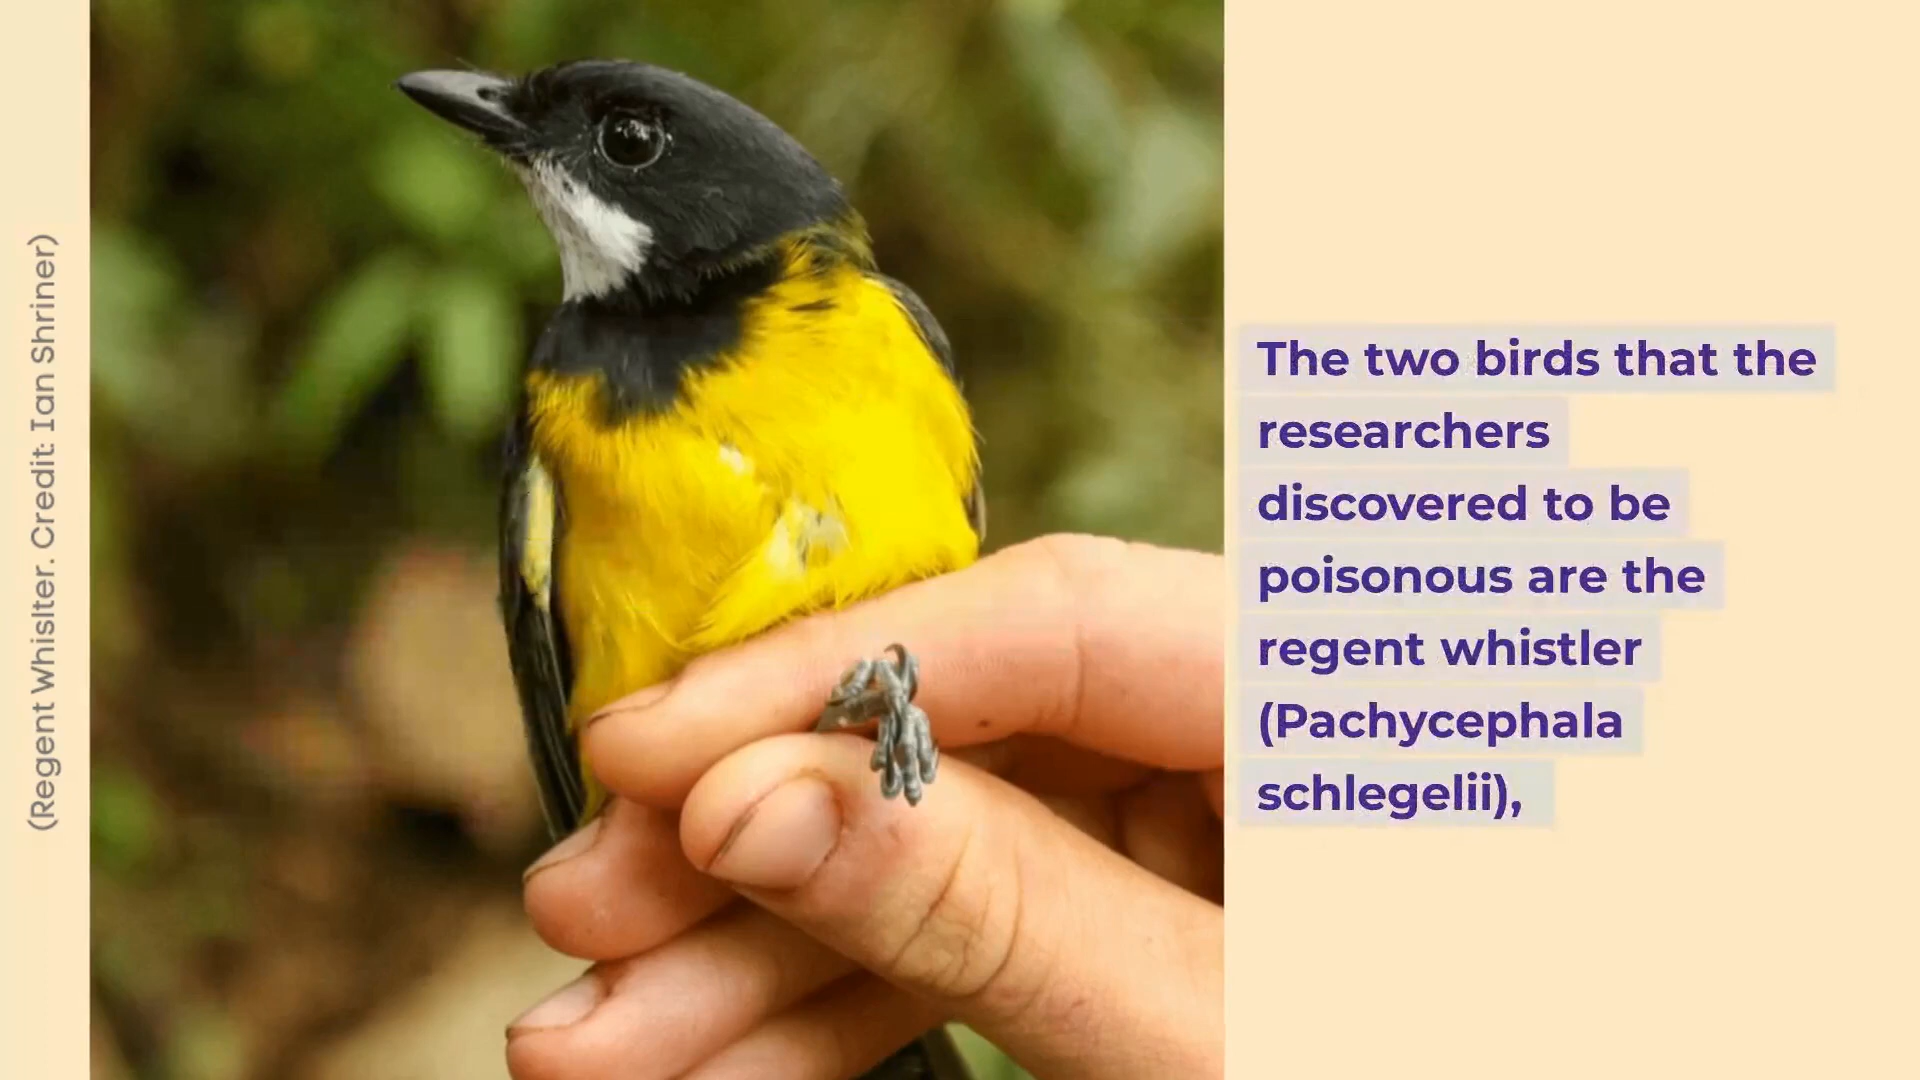 (Regent Whislter. Credit: Ian Shriner)
The two birds that the
researchers
discovered to be
poisonous are the
regent whistler
(Pachycephala
schlegelii),